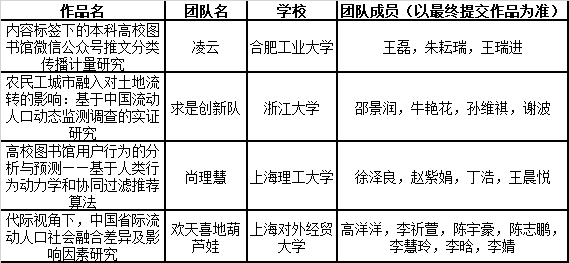 作品名 团队名 学校 团队成员（以最终提交作品为准）
内容标签下的本科高校图
书馆微信公众号推文分类
传播计量研究
凌云
合肥工业大学
王磊，朱耘瑞，王瑞进
农民工城市融入对土地流
转的影响：基于中国流动
人口动态监测调查的实证
研究
求是创新队
浙江大学
邵景润，牛艳花，孙维祺，谢波
高校图书馆用户行为的分
析与预测——基于人类行
为动力学和协同过滤推荐
算法
尚理慧
上海理工大学
徐泽良，赵紫娟，丁浩，王晨悦
代际视角下，中国省际流
动人口社会融合差异及影
响因素研究
欢天喜地葫
芦娃
上海对外经贸
大学
高洋洋，李祈萱，陈宇豪，陈志鹏，
李慧玲，李晗，李婧